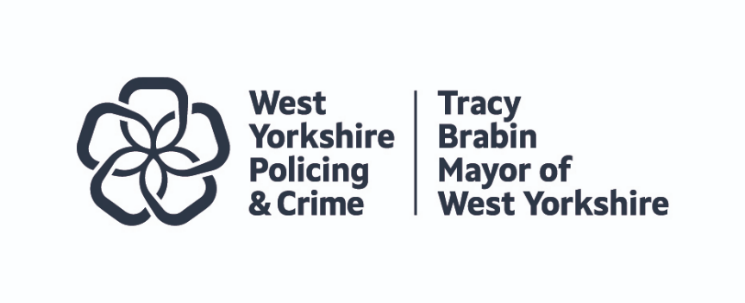 West
Yorkshire
Policing
& Crime
Tracy
Brabin
Mayor of
West Yorkshire